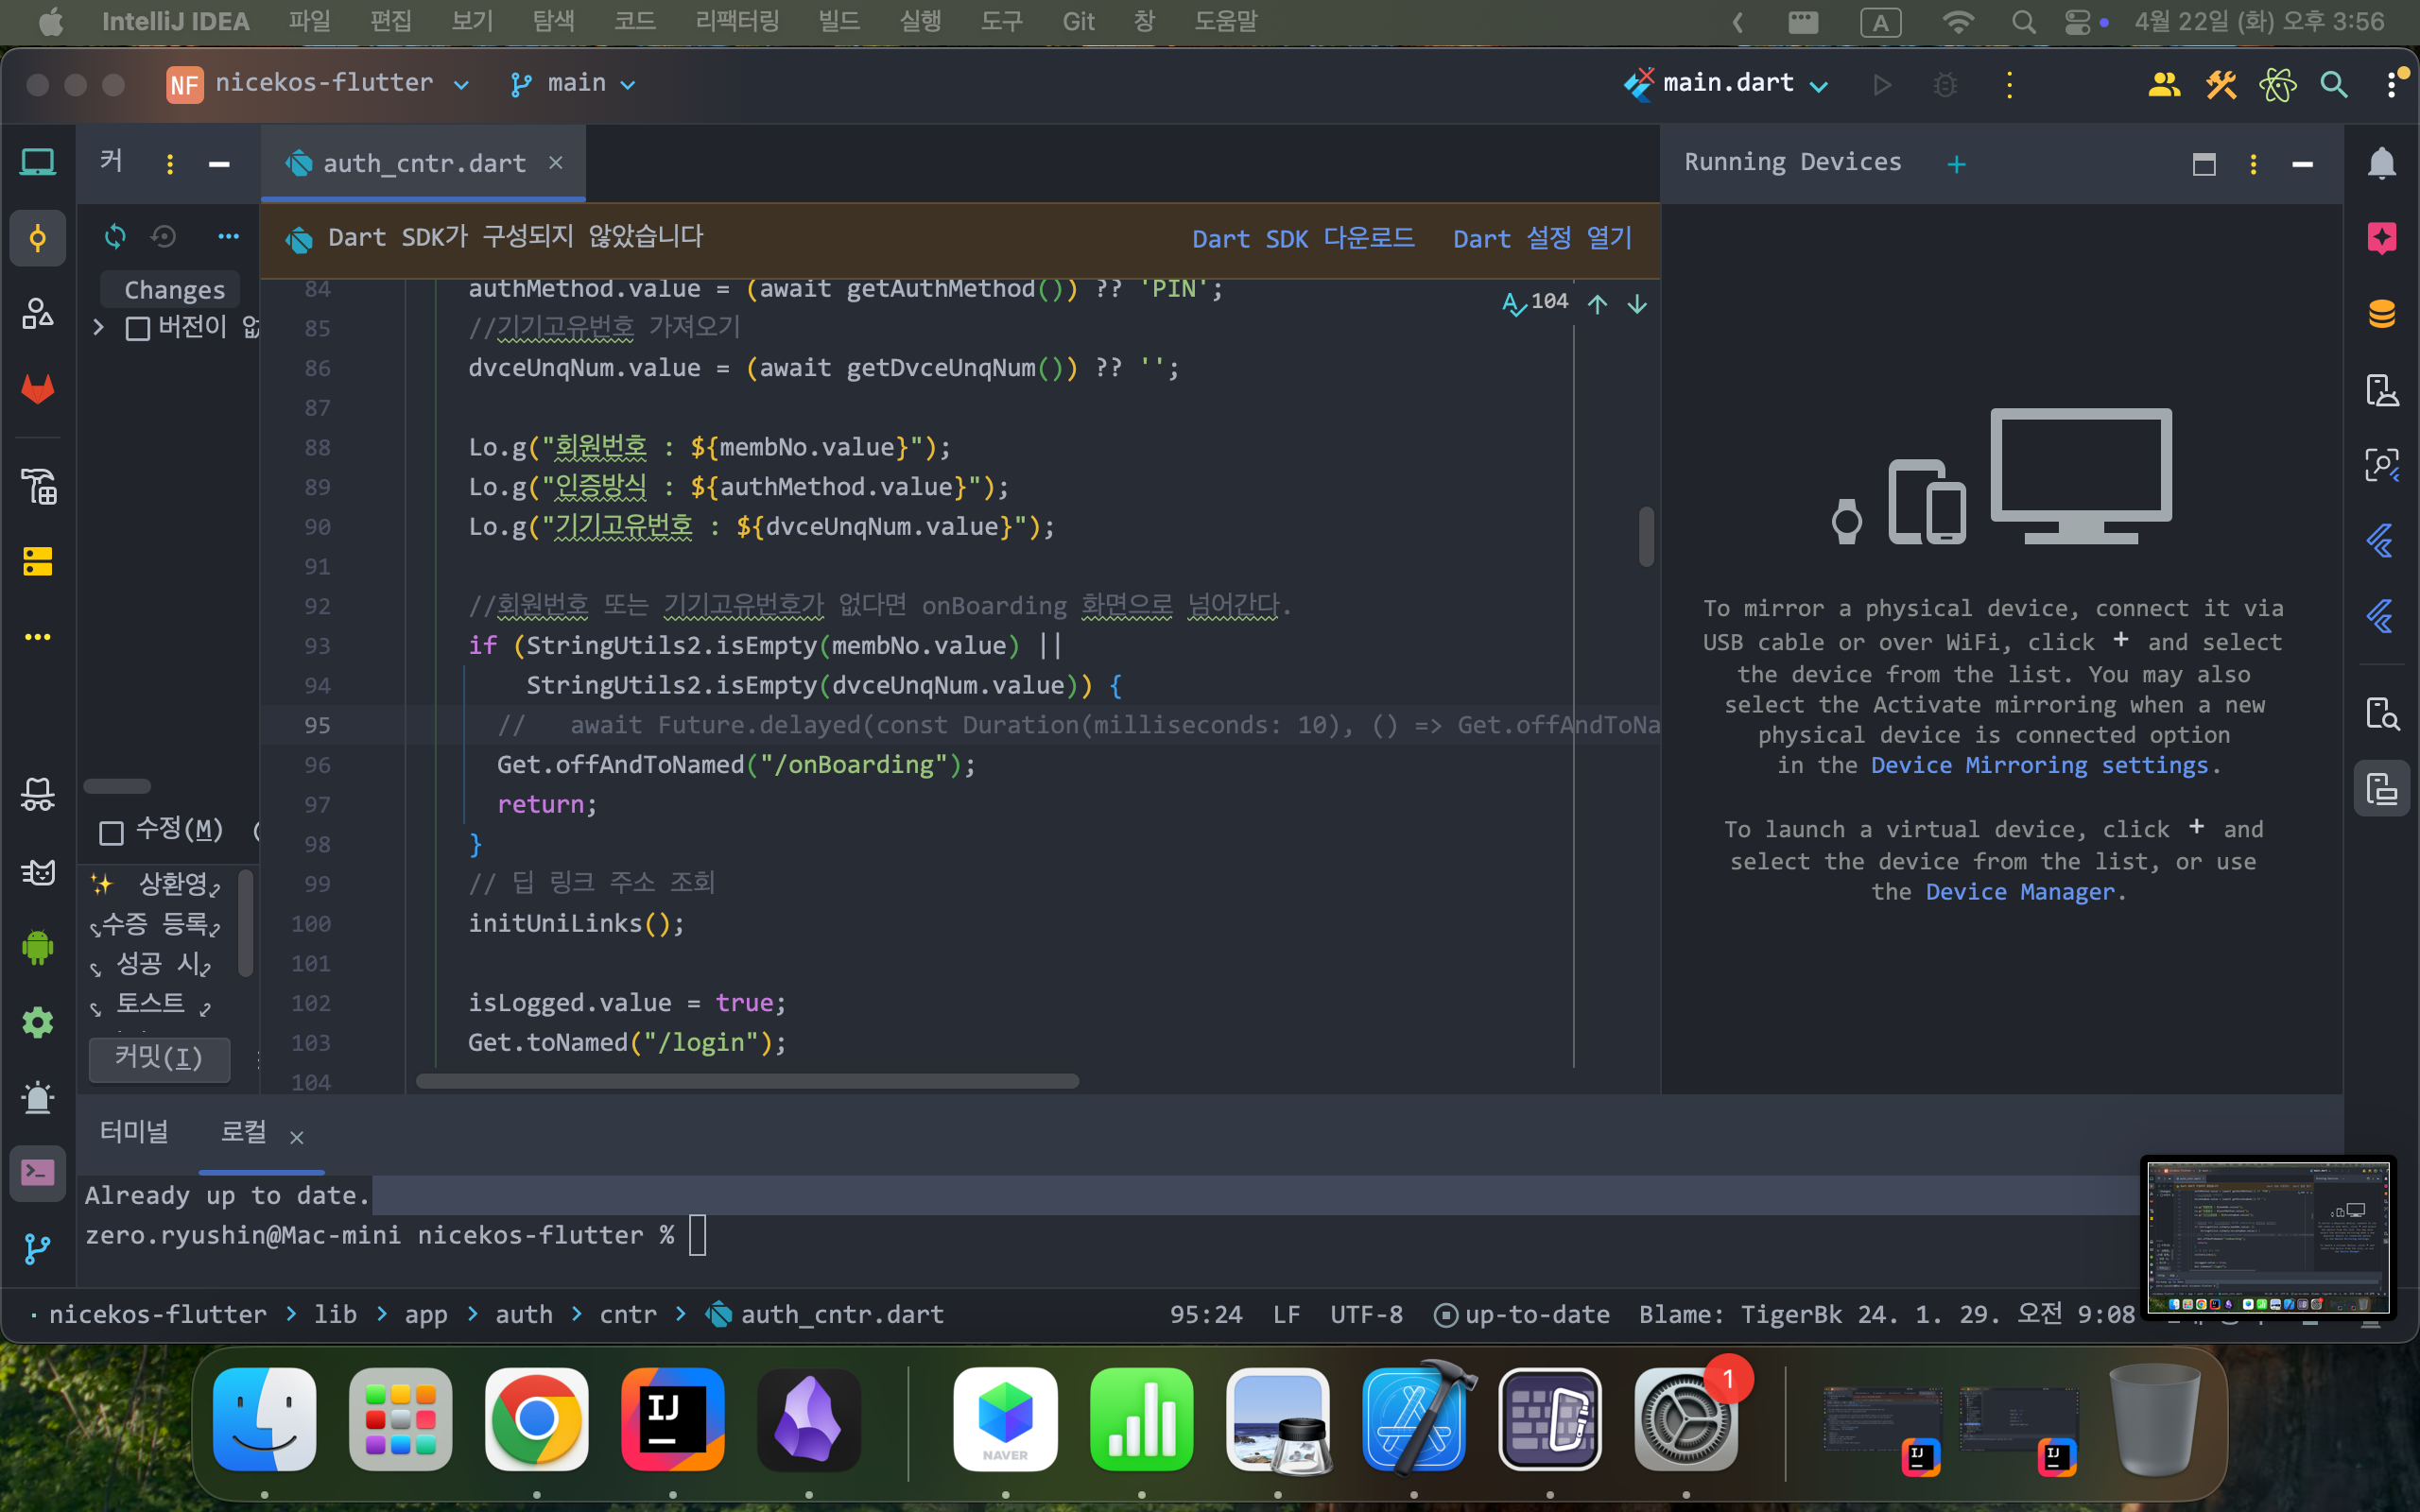 IntelliJ IDEA 파일 편집 보기 탐색 코드 리팩터링 빌드 실행 도구 Git 창 도움말 A 4월 22일 (화) 오후 3:56
NF nicekos-flutter main main.dart
커
auth_cntr.dart
Running Devices
Dart SDK가 구성되지 않았습니다 Dart SDK 다운로드 Dart 설정 열기
Changes
버전이 없
104
84 authMethod.value = (await getAuthMethod()) ?? 'PIN';
85 //기기고유번호 가져오기
86 dvceUnqNum.value = (await getDvceUnqNum()) ?? '';
87
88 Lo.g("회원번호 : ${membNo.value}");
89 Lo.g("인증방식 : ${authMethod.value}");
90 Lo.g("기기고유번호 : ${dvceUnqNum.value}");
91
92 //회원번호 또는 기기고유번호가 없다면 onBoarding 화면으로 넘어간다.
93 if (StringUtils2.isEmpty(membNo.value) ||
94 StringUtils2.isEmpty(dvceUnqNum.value)) {
95 // await Future.delayed(const Duration(milliseconds: 10), () => Get.offAndToNa
96 Get.offAndToNamed("/onBoarding");
97 return;
98 }
99 // 딥 링크 주소 조회
100 initUniLinks();
101
102 isLogged.value = true;
103 Get.toNamed("/login");
104
수정(M)
✨ 상환영
수증 등록
성공 시
토스트
커밋(I)
To mirror a physical device, connect it via
USB cable or over WiFi, click + and select
the device from the list. You may also
select the Activate mirroring when a new
physical device is connected option
in the Device Mirroring settings.
To launch a virtual device, click + and
select the device from the list, or use
the Device Manager.
터미널 로컬
Already up to date.
zero.ryushin@Mac-mini nicekos-flutter %
nicekos-flutter > lib > app > auth > cntr > auth_cntr.dart 95:24 LF UTF-8 up-to-date Blame: TigerBk 24. 1. 29. 오전 9:08
IJ
NAVER
1
IJ
IJ